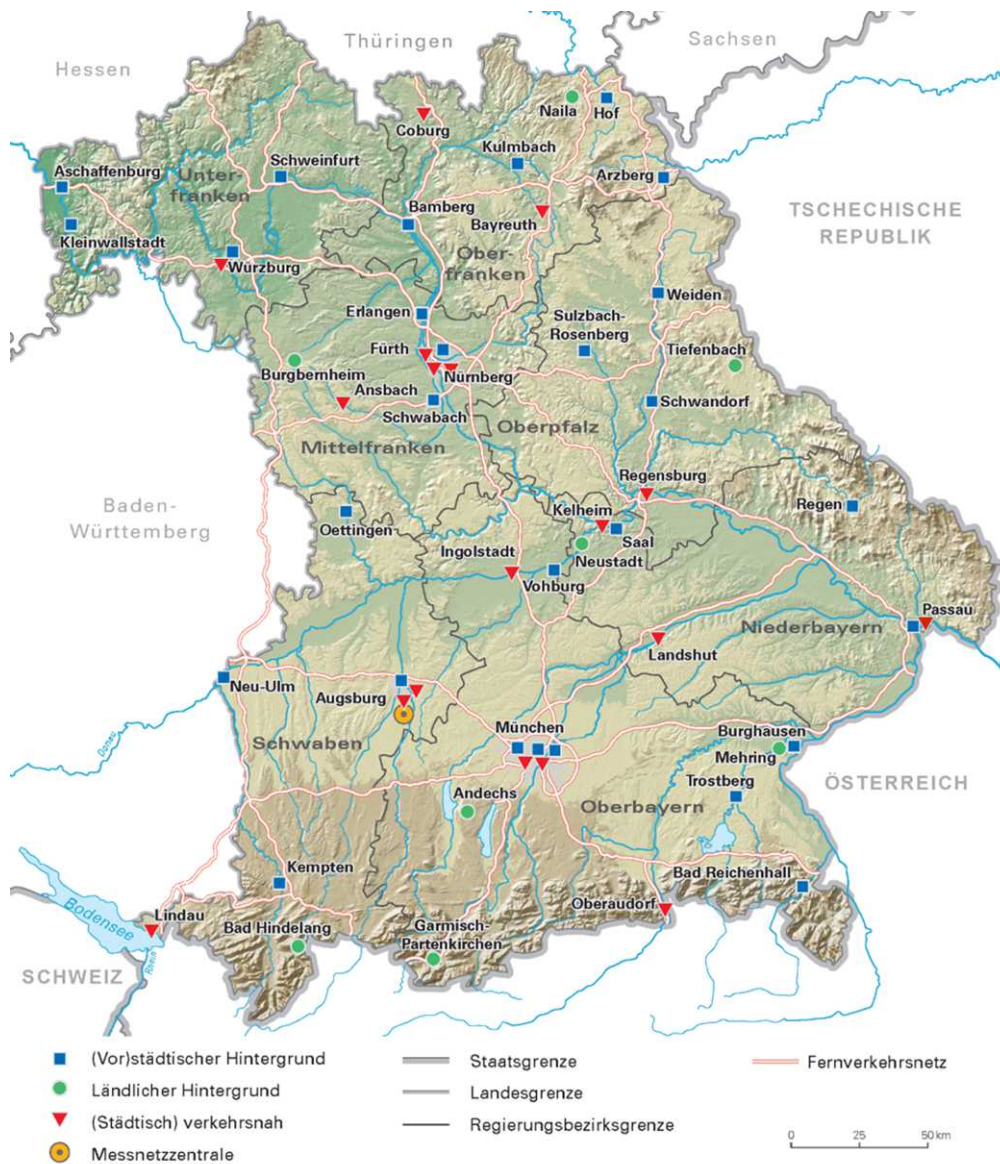 Thüringen
Sachsen
Hessen
Naila
Hof
Coburg
Kulmbach
Schweinfurt
Aschaffenburg
Unter-
franken
Arzberg
Bamberg
Bayreuth
TSCHECHISCHE
REPUBLIK
Kleinwallstadt
Ober-
franken
Würzburg
Weiden
Erlangen
Sulzbach-
Rosenberg
Fürth
Tiefenbach
Burgbernheim
Nürnberg
Ansbach
Schwandorf
Schwabach
Oberpfalz
Mittelfranken
Regensburg
Baden-
Württemberg
Regen
Kelheim
Oettingen
Saal
Ingolstadt
Neustadt
Vohburg
Passau
Niederbayern
Landshut
Neu-Ulm
Augsburg
München
Burghausen
Schwaben
Donau
Mehring
Trostberg
ÖSTERREICH
Andechs
Oberbayern
Kempten
Bad Reichenhall
Bodensee
Lindau
Oberaudorf
Bad Hindelang
Garmisch-
Partenkirchen
Rhein
SCHWEIZ
(Vor)städtischer Hintergrund
Ländlicher Hintergrund
(Städtisch) verkehrsnah
Messnetzzentrale
Staatsgrenze
Landesgrenze
Regierungsbezirksgrenze
Fernverkehrsnetz
0 25 50 km